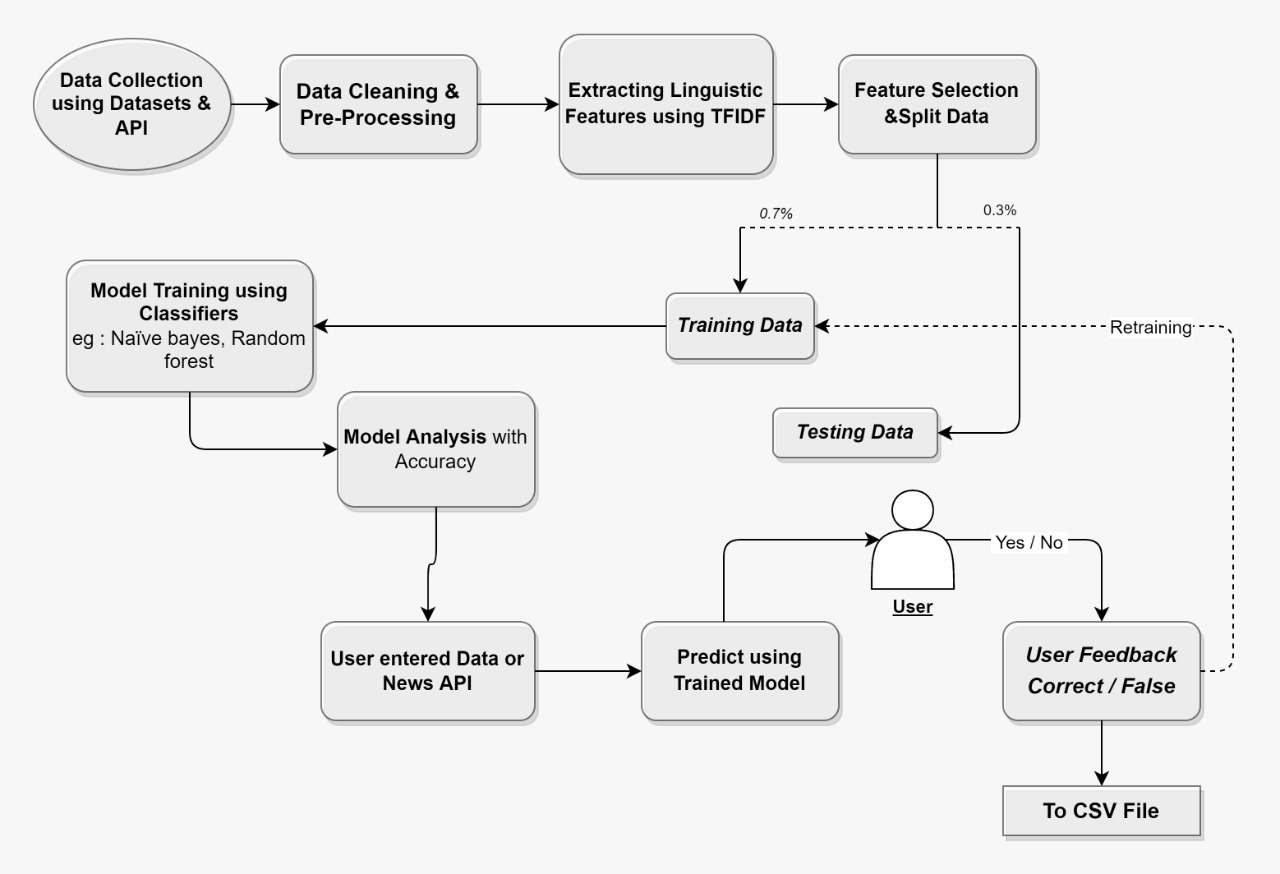 Data Collection
using Datasets &
API
Data Cleaning &
Pre-Processing
Extracting Linguistic
Features using TFIDF
Feature Selection
&Split Data
0.7%
0.3%
Model Training using
Classifiers
eg : Naïve bayes, Random
forest
Training Data
Retraining
Model Analysis with
Accuracy
Testing Data
Yes / No
User
User entered Data or
News API
Predict using
Trained Model
User Feedback
Correct / False
To CSV File